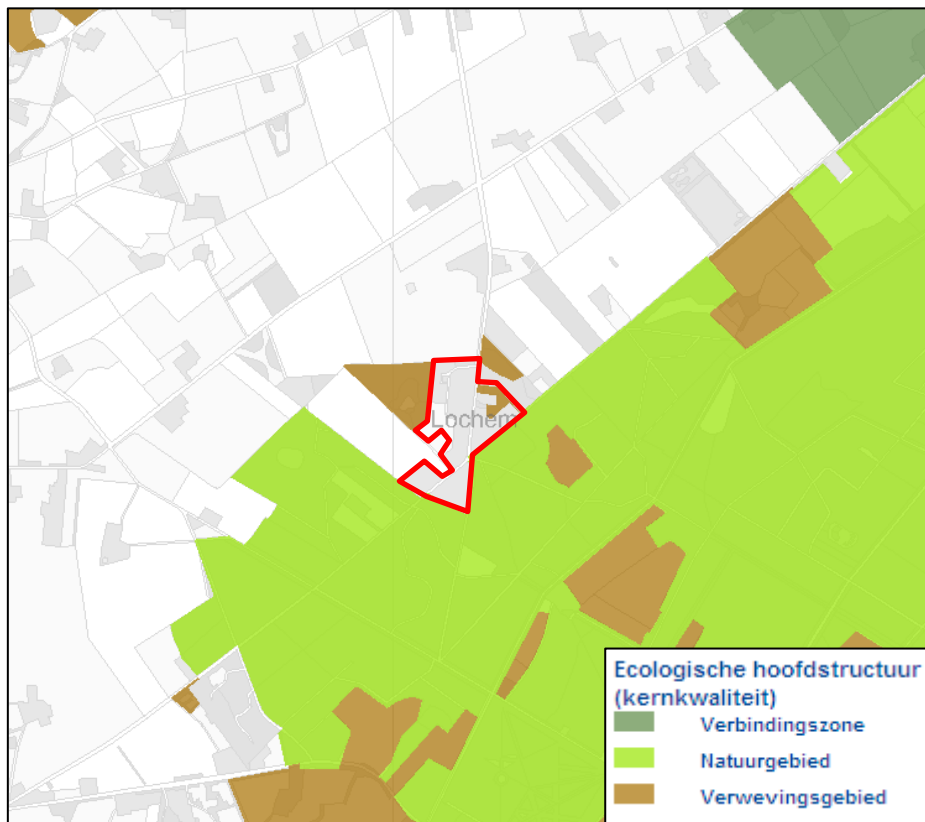 Lochem
Ecologische hoofdstructuur
(kernkwaliteit)
Verbindingszone
Natuurgebied
Verwevingsgebied